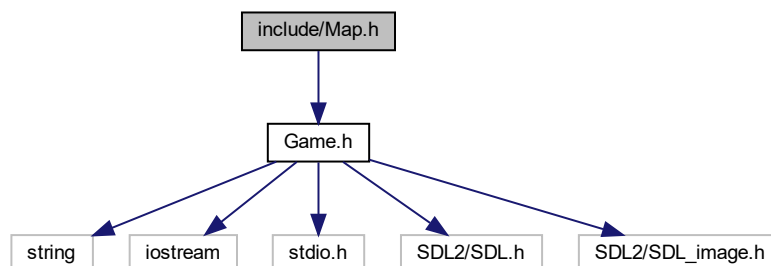 include/Map.h
Game.h
string
iostream
stdio.h
SDL2/SDL.h
SDL2/SDL_image.h